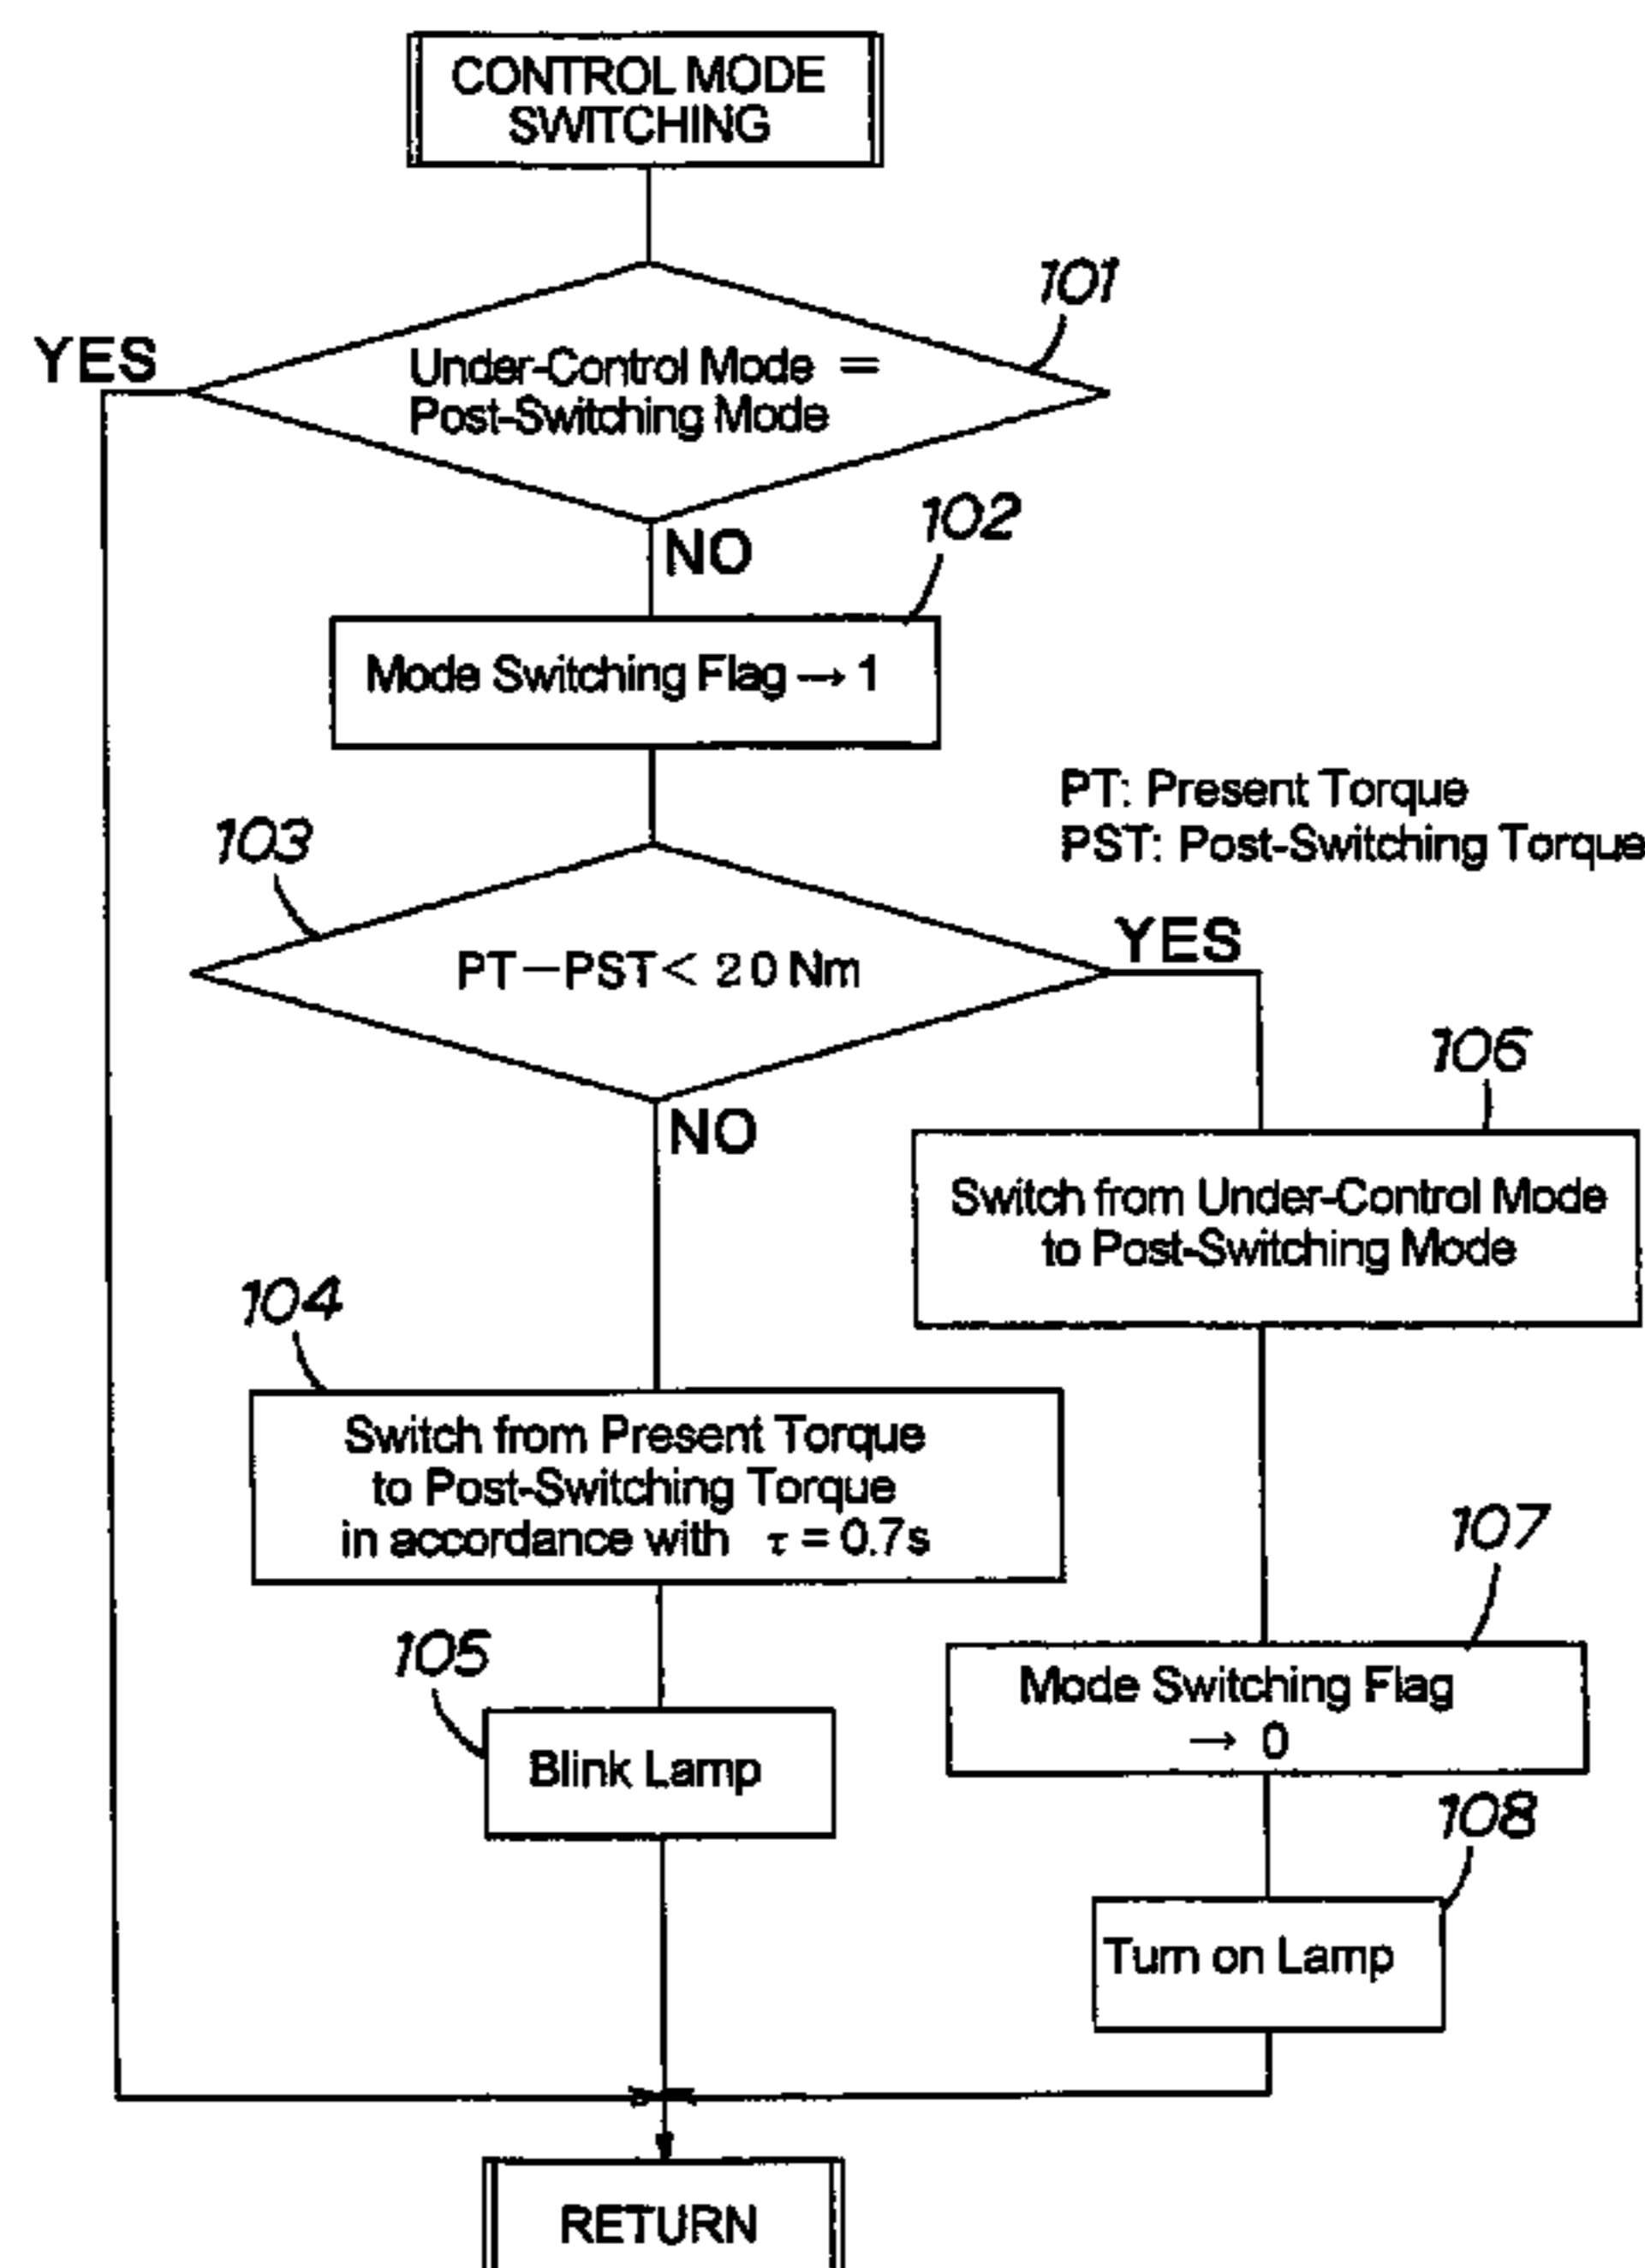 CONTROL MODE
SWITCHING
101
YES
Under-Control Mode =
Post-Switching Mode
102
NO
Mode Switching Flag → 1
PT: Present Torque
PST: Post-Switching Torque
103
YES
PT-PST< 20 Nm
106
NO
Switch from Under-Control Mode
to Post-Switching Mode
104
Switch from Present Torque
to Post-Switching Torque
in accordance with τ = 0.7s
107
105
Mode Switching Flag
→ 0
Blink Lamp
108
Turn on Lamp
RETURN